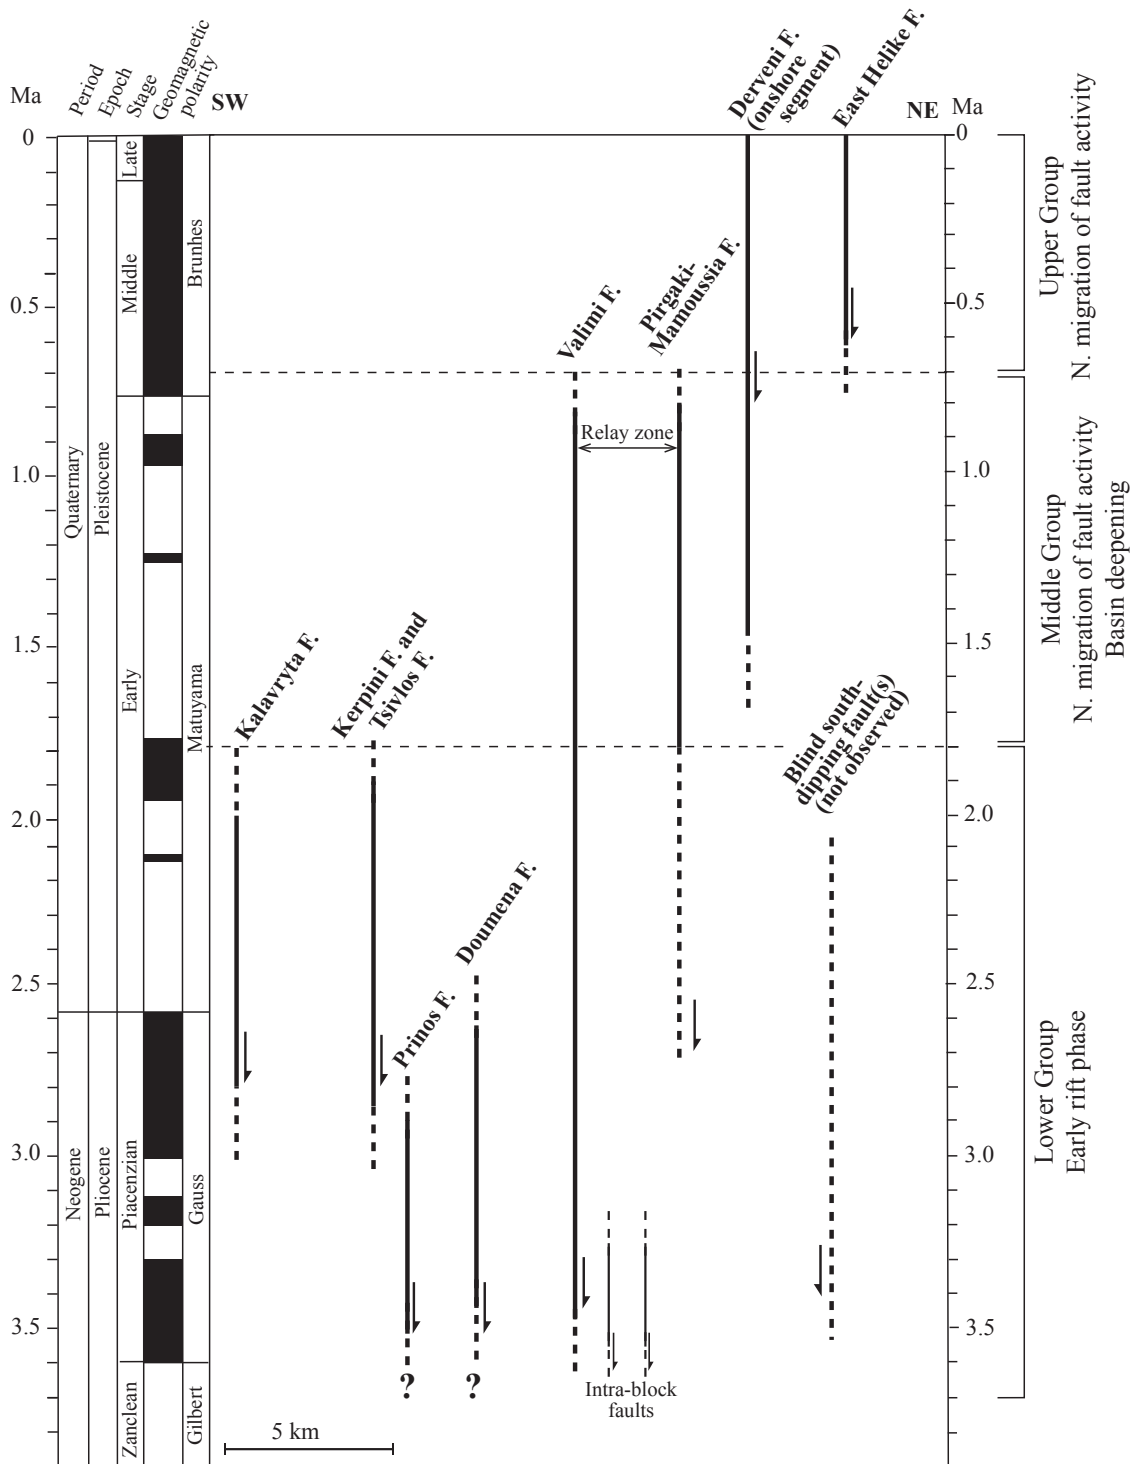 Ma
Period
Epoch
Stage
Geomagnetic
polarity
SW
NE
Ma
Derveni F.
(onshore
segment)
East Helike F.
0
0.5
1.0
1.5
2.0
2.5
3.0
3.5
Quaternary
Neogene
Pleistocene
Pliocene
Late
Middle
Early
Piacenzian
Zanclean
Brunhes
Matuyama
Gauss
Gilbert
Valimi F.
Pirgaki-
Mamoussia F.
Relay zone
Kalavryta F.
Kerpini F. and
Tsivlos F.
Blind south-
dipping fault(s)
(not observed)
Doumena F.
Prinos F.
?
?
Intra-block
faults
5 km
0
0.5
1.0
1.5
2.0
2.5
3.0
3.5
Upper Group
N. migration of fault activity
Middle Group
N. migration of fault activity
Basin deepening
Lower Group
Early rift phase